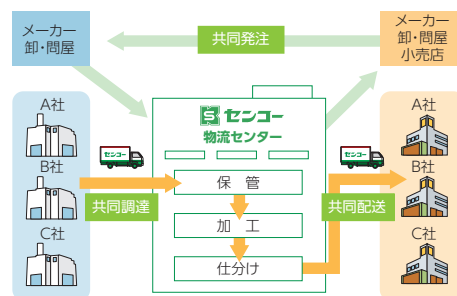 メーカー
卸・問屋
共同発注
メーカー
卸・問屋
小売店
A社
B社
C社
センコー
共同調達
センコー
物流センター
保 管
加 工
仕分け
センコー
共同配送
A社
B社
C社